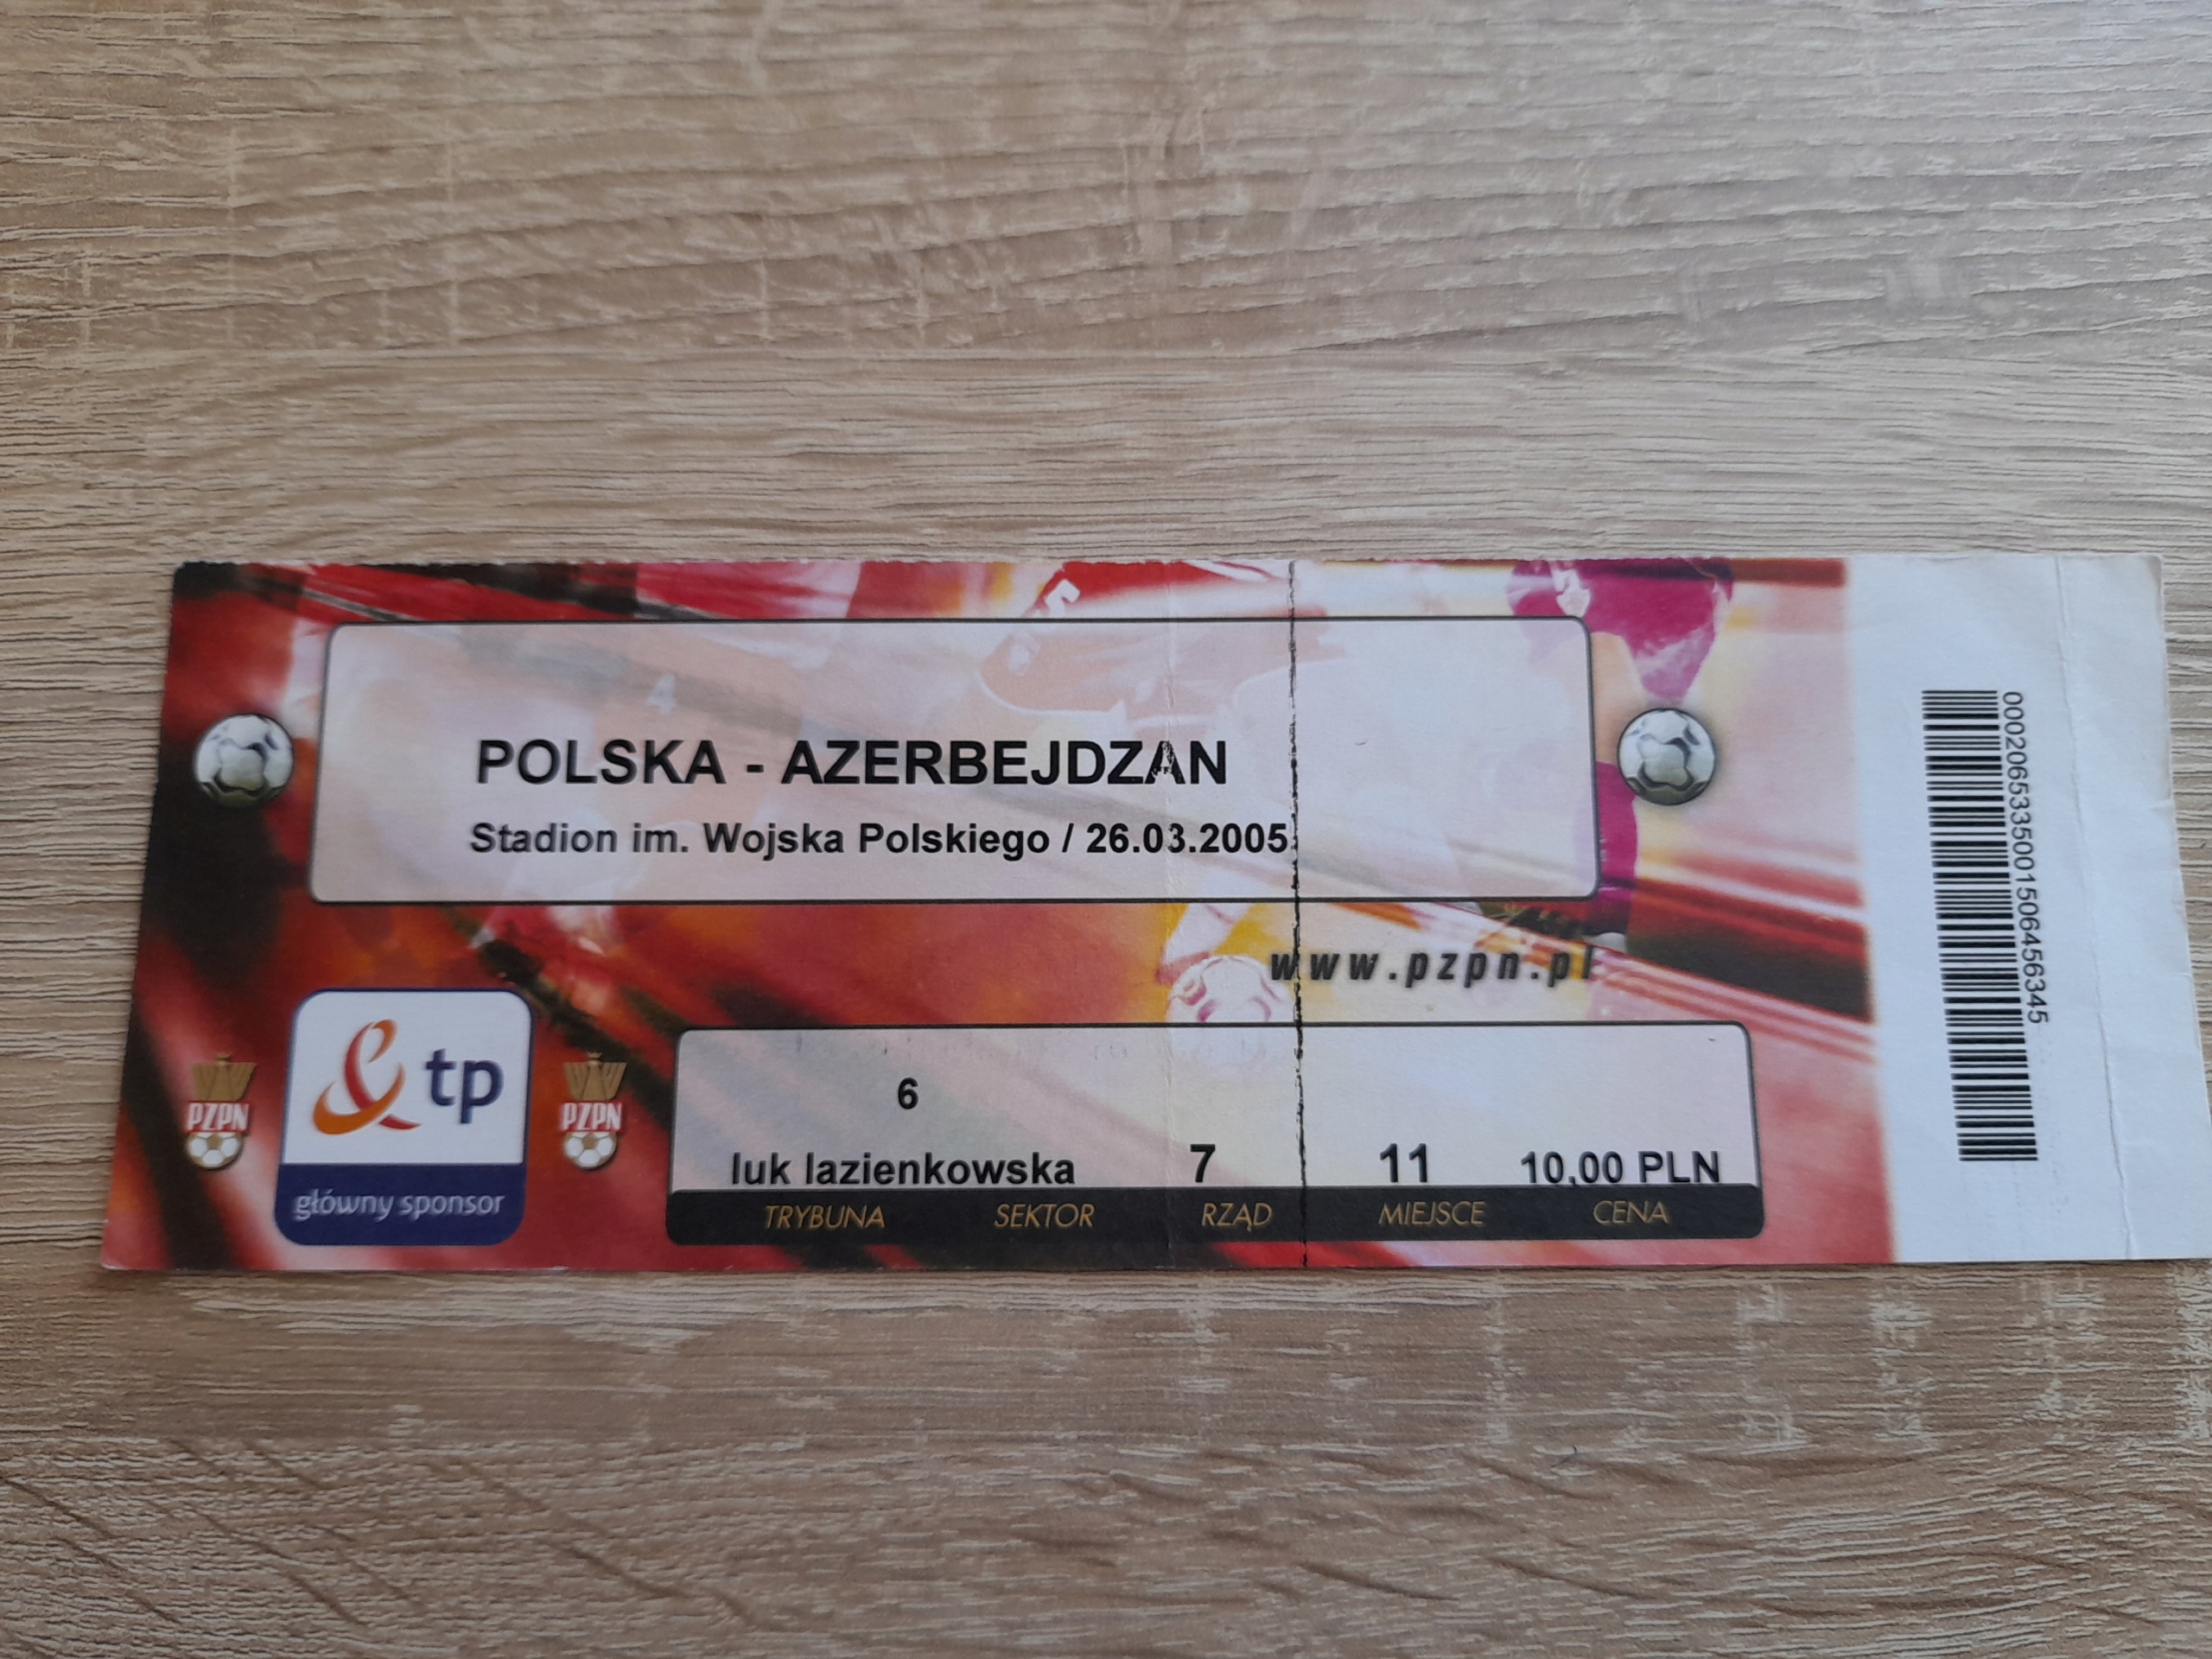 POLSKA - AZERBEJDZAN
Stadion im. Wojska Polskiego / 26.03.2005
www.pzpn.pl
& tp
główny sponsor
PZPN
PZPN
6
luk lazienkowska 7 11 10,00 PLN
TRYBUNA SEKTOR RZĄD MIEJSCE CENA
0002065335001506456345